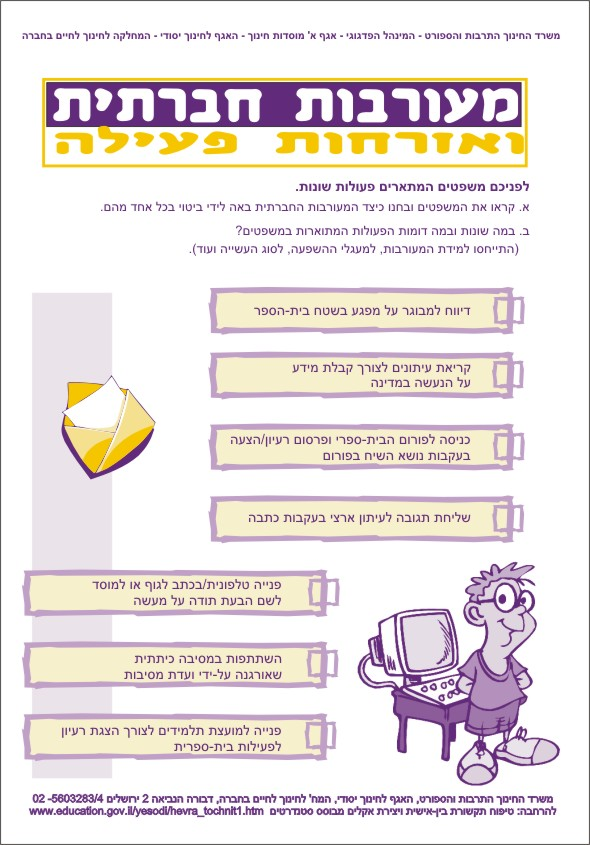 משרד החינוך התרבות והספורט - המינהל הפדגוגי - אגף א' מוסדות חינוך - האגף לחינוך יסודי - המחלקה לחינוך לחיים בחברה
מעורבות חברתית
ואזרחות פעילה
לפניכם משפטים המתארים פעולות שונות.
א. קראו את המשפטים ובחנו כיצד המעורבות החברתית באה לידי ביטוי בכל אחד מהם.
ב. במה שונות ובמה דומות הפעולות המתוארות במשפטים?
(התייחסו למידת המעורבות, למעגלי ההשפעה, לסוג העשייה ועוד).
דיווח למבוגר על מפגע בשטח בית-הספר
קריאת עיתונים לצורך קבלת מידע
על הנעשה במדינה
כניסה לפורום הבית-ספרי ופרסום רעיון/הצעה
בעקבות נושא השיח בפורום
שליחת תגובה לעיתון ארצי בעקבות כתבה
פנייה טלפונית/בכתב לגוף או למוסד
לשם הבעת תודה על מעשה
השתתפות במסיבה כיתתית
שאורגנה על-ידי ועדת מסיבות
פנייה למועצת תלמידים לצורך הצגת רעיון
לפעילות בית-ספרית
משרד החינוך התרבות והספורט, האגף לחינוך יסודי, המח' לחינוך לחיים בחברה, דבורה הנביאה 2 ירושלים 02 -5603283/4
להרחבה: טיפוח תקשורת בין-אישית ויצירת אקלים מבוסס סטנדרטים www.education.gov.il/yesodi/hevra_tochnit1.htm